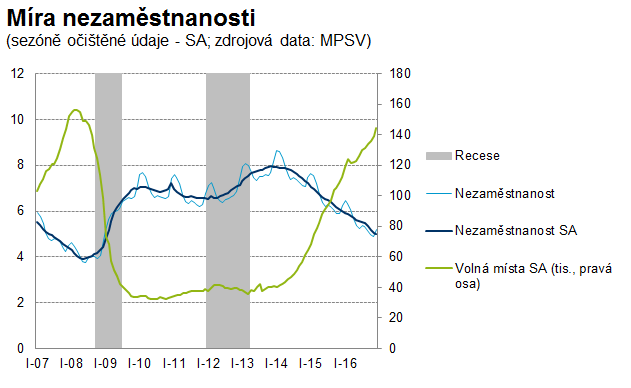 Míra nezaměstnanosti
(sezóně očištěné údaje - SA; zdrojová data: MPSV)
12
10
8
6
4
2
0
180
160
140
120
100
80
60
40
20
0
I-07 I-08 I-09 I-10 I-11 I-12 I-13 I-14 I-15 I-16
Recese
Nezaměstnanost
Nezaměstnanost SA
Volná místa SA (tis., pravá
osa)